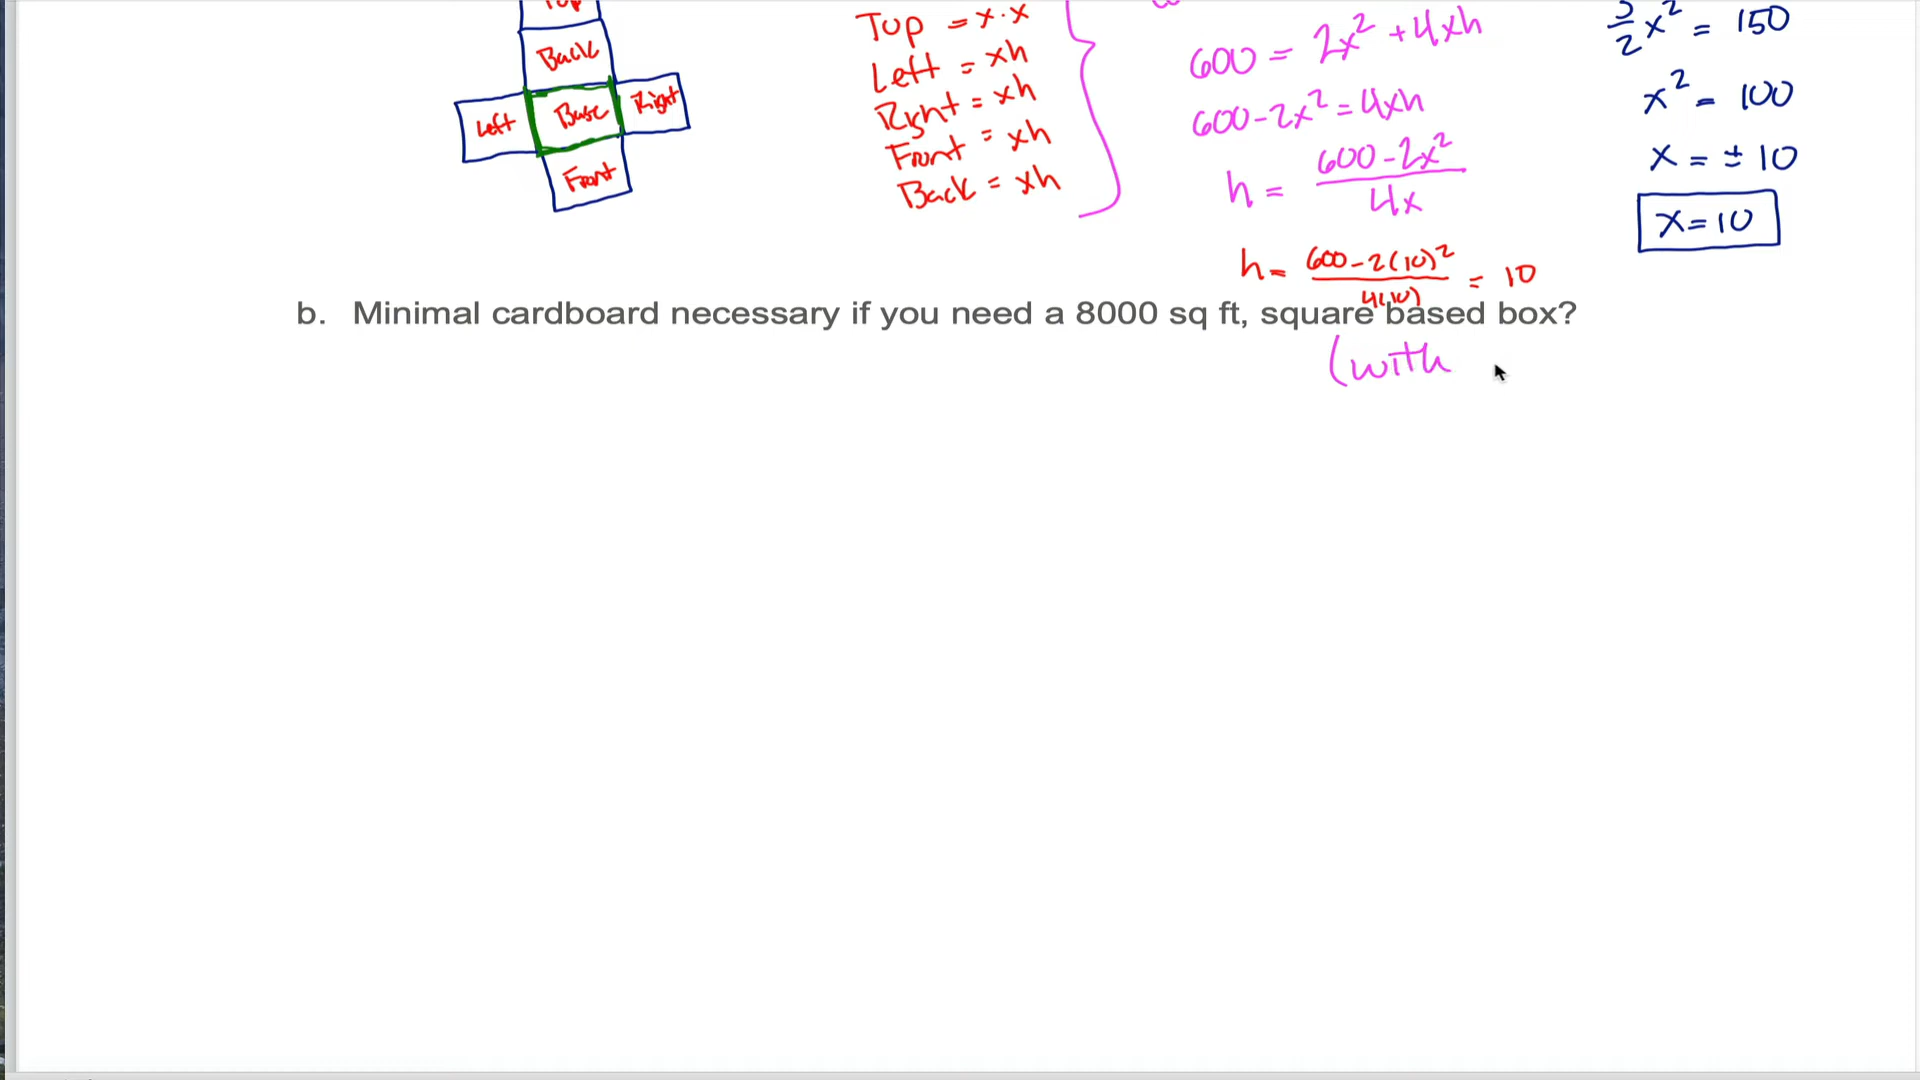 Top
Back
Left Base Right
Front
Top = x·x
Left = xh
Right = xh
Front = xh
Back = xh
600 = 2x² + 4xh
600-2x² = 4xh
h = 600-2x² / 4x
h = 600-2(10)² / 4(10) = 10
3/2 x² = 150
x² = 100
x = ± 10
x = 10
b. Minimal cardboard necessary if you need a 8000 sq ft, square based box?
(with